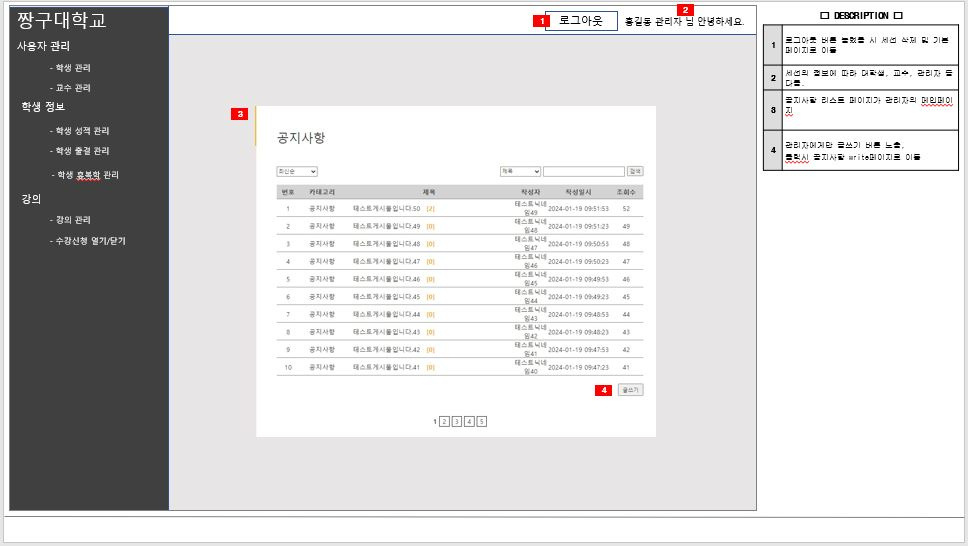 짱구대학교
사용자 관리
- 학생 관리
- 교수 관리
학생 정보
- 학생 성적 관리
- 학생 출결 관리
- 학생 휴복학 관리
강의
- 강의 관리
- 수강신청 열기/닫기
1 로그아웃
2
홍길동 관리자 님 안녕하세요.
3
공지사항
최신순 제목 검색
번호 카테고리 제목 작성자 작성일시 조회수
1 공지사항 테스트게시물입니다.50 [2] 테스트닉네임49 2024-01-19 09:51:53 52
2 공지사항 테스트게시물입니다.49 [0] 테스트닉네임48 2024-01-19 09:51:23 49
3 공지사항 테스트게시물입니다.48 [0] 테스트닉네임47 2024-01-19 09:50:53 48
4 공지사항 테스트게시물입니다.47 [0] 테스트닉네임46 2024-01-19 09:50:23 47
5 공지사항 테스트게시물입니다.46 [0] 테스트닉네임45 2024-01-19 09:49:53 46
6 공지사항 테스트게시물입니다.45 [0] 테스트닉네임44 2024-01-19 09:49:23 45
7 공지사항 테스트게시물입니다.44 [0] 테스트닉네임43 2024-01-19 09:48:53 44
8 공지사항 테스트게시물입니다.43 [0] 테스트닉네임42 2024-01-19 09:48:23 43
9 공지사항 테스트게시물입니다.42 [0] 테스트닉네임41 2024-01-19 09:47:53 42
10 공지사항 테스트게시물입니다.41 [0] 테스트닉네임40 2024-01-19 09:47:23 41
4 글쓰기
1 2 3 4 5
□ DESCRIPTION □
1 로그아웃 버튼 눌렀을 시 세션 삭제 및 기본
페이지로 이동
2 세션의 정보에 따라 대학생, 교수, 관리자 등
다름.
3 공지사항 리스트 페이지가 관리자의 메인페이
지
4 관리자에게만 글쓰기 버튼 노출,
클릭시 공지사항 write페이지로 이동